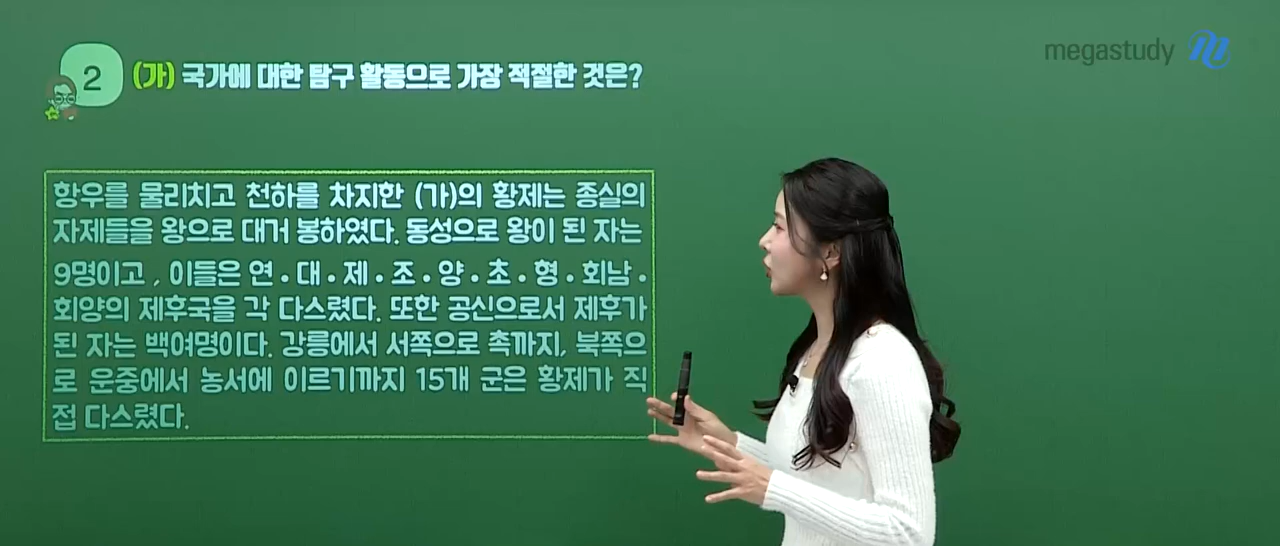 megastudy
2
(가) 국가에 대한 탐구 활동으로 가장 적절한 것은?
항우를 물리치고 천하를 차지한 (가)의 황제는 종실의
자제들을 왕으로 대거 봉하였다. 동성으로 왕이 된 자는
9명이고 , 이들은 연 • 대 • 제 • 조 • 양 • 초 • 형 • 회남 •
회양의 제후국을 각 다스렸다. 또한 공신으로서 제후가
된 자는 백여명이다. 강릉에서 서쪽으로 촉까지, 북쪽으
로 운중에서 농서에 이르기까지 15개 군은 황제가 직
접 다스렸다.